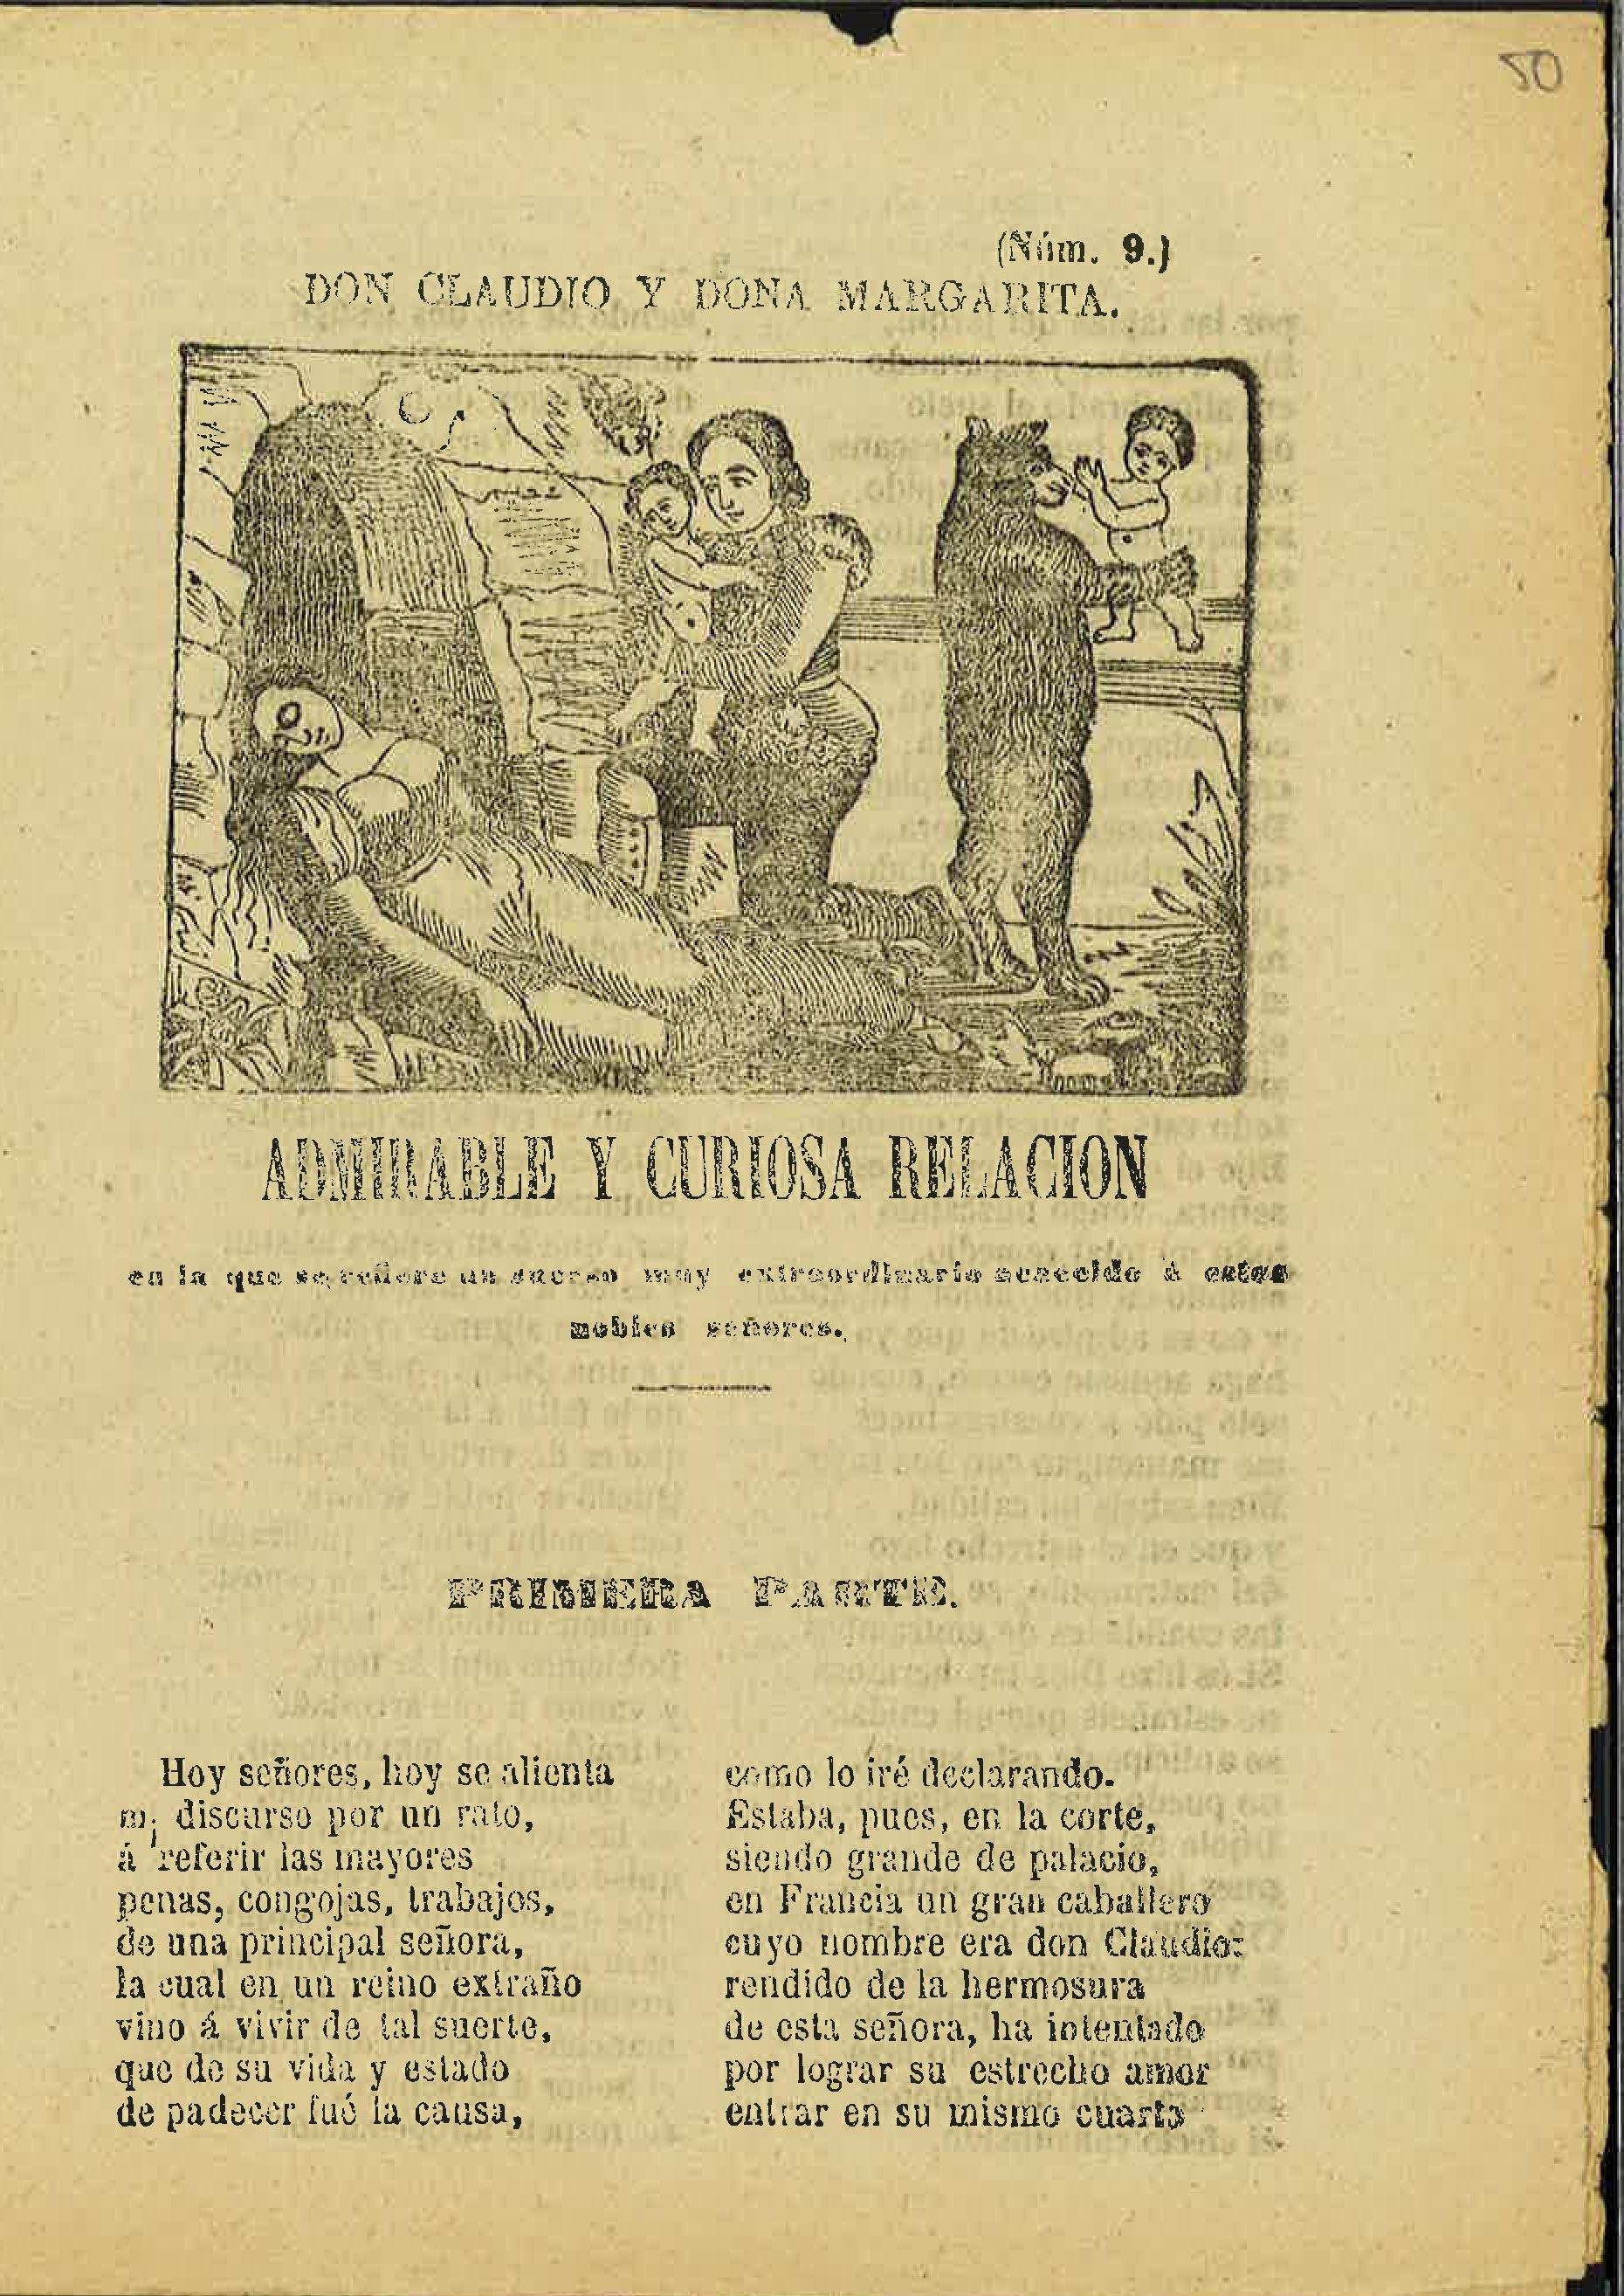 50
(Núm. 9.)
DON CLAUDIO Y DONA MARGARITA.
ADMIRABLE Y CURIOSA RELACION
en la que se refiere un suceso muy extraordinario acaecido á estos
nobles señores.
PRIMERA PARTE.
Hoy señores, hoy se alienta
mi discurso por un rato,
á referir las mayores
penas, congojas, trabajos,
de una principal señora,
la cual en un reino extraño
vino á vivir de tal suerte,
que de su vida y estado
de padecer fué la causa,
como lo iré declarando.
Estaba, pues, en la corte,
siendo grande de palacio,
en Francia un gran caballero
cuyo nombre era don Claudio:
rendido de la hermosura
de esta señora, ha intentado
por lograr su estrecho amor
entrar en su mismo cuarto